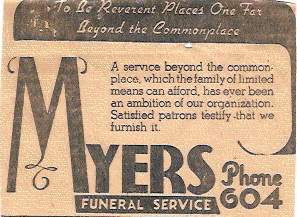 To Be Reverent Places One Far
Beyond the Commonplace
A service beyond the common-
place, which the family of limited
means can afford, has ever been
an ambition of our organization.
Satisfied patrons testify that we
furnish it.
MYERS
FUNERAL SERVICE
Phone
604